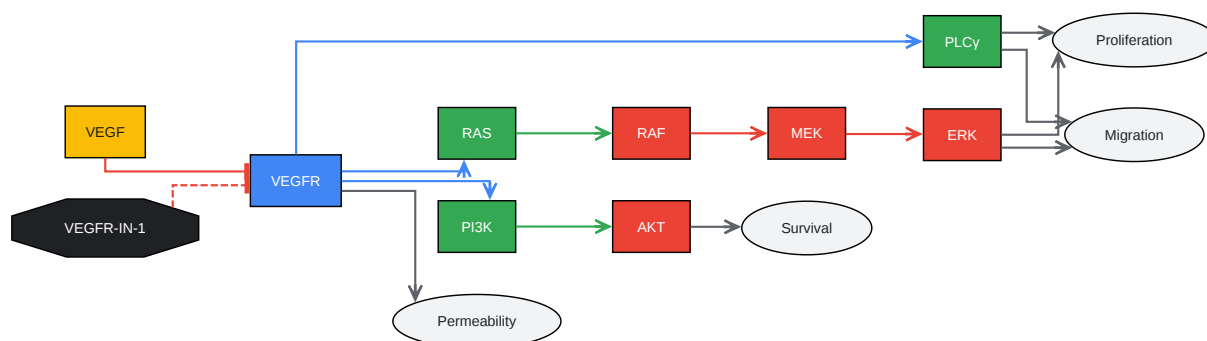 PLCγ
Proliferation
VEGF
RAS
RAF
MEK
ERK
Migration
VEGFR
VEGFR-IN-1
PI3K
AKT
Survival
Permeability